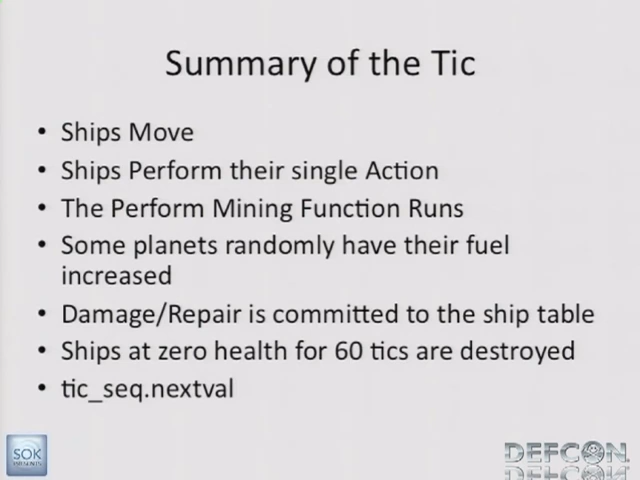 Summary of the Tic
• Ships Move
• Ships Perform their single Action
• The Perform Mining Function Runs
• Some planets randomly have their fuel
increased
• Damage/Repair is committed to the ship table
• Ships at zero health for 60 tics are destroyed
• tic_seq.nextval
SOK
PRESENTS
DEFCON